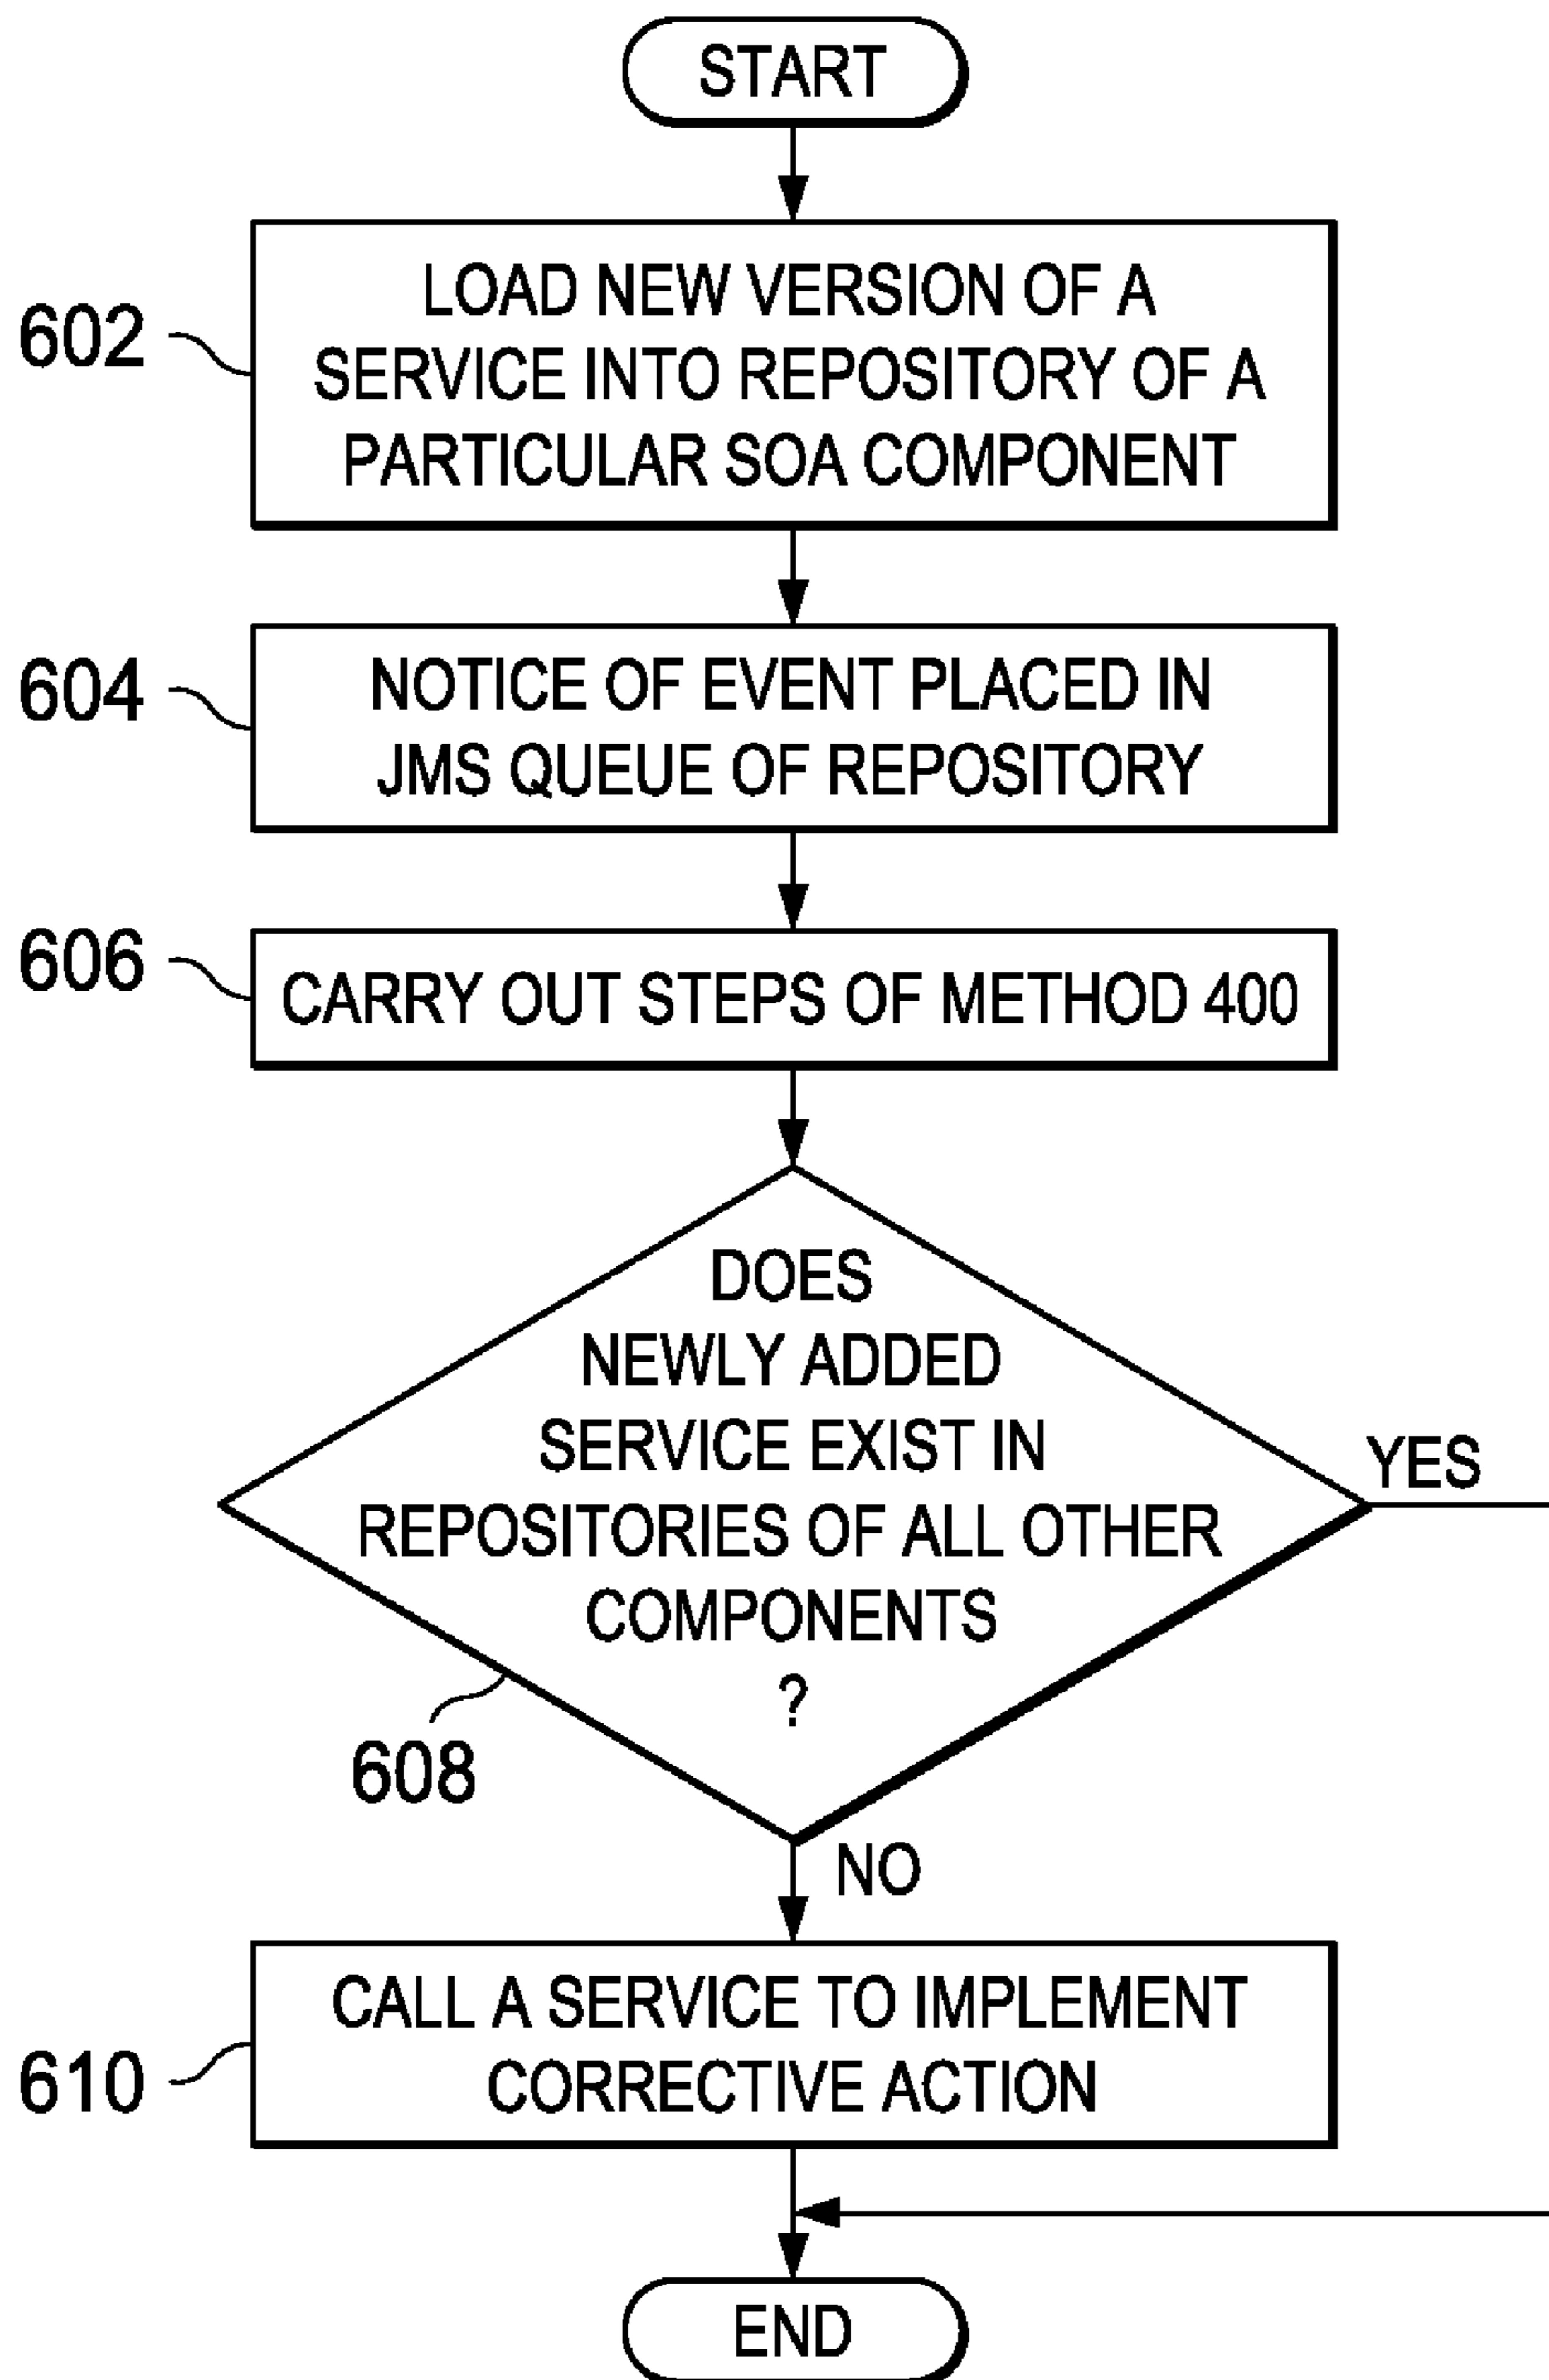 START
602
LOAD NEW VERSION OF A
SERVICE INTO REPOSITORY OF A
PARTICULAR SOA COMPONENT
604
NOTICE OF EVENT PLACED IN
JMS QUEUE OF REPOSITORY
606
CARRY OUT STEPS OF METHOD 400
DOES
NEWLY ADDED
SERVICE EXIST IN
REPOSITORIES OF ALL OTHER
COMPONENTS
?
YES
608
NO
610
CALL A SERVICE TO IMPLEMENT
CORRECTIVE ACTION
END